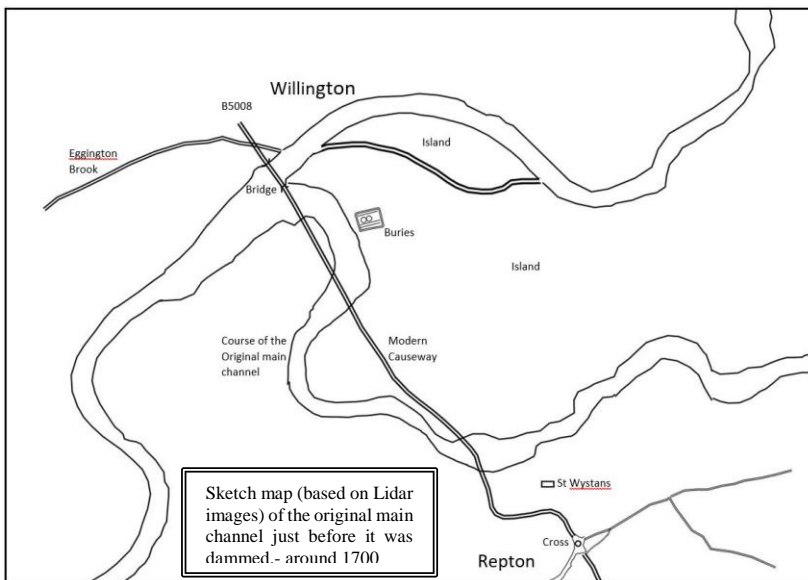 Willington
B5008
Eggington
Brook
Island
Bridge
Buries
Island
Course of the
Original main
channel
Modern
Causeway
Sketch map (based on Lidar
images) of the original main
channel just before it was
dammed.- around 1700
St Wystans
Cross
Repton